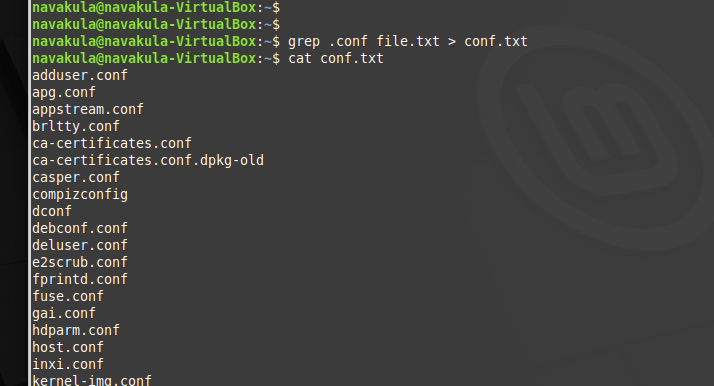 navakula@navakula-VirtualBox:~$
navakula@navakula-VirtualBox:~$
navakula@navakula-VirtualBox:~$ grep .conf file.txt > conf.txt
navakula@navakula-VirtualBox:~$ cat conf.txt
adduser.conf
apg.conf
appstream.conf
brltty.conf
ca-certificates.conf
ca-certificates.conf.dpkg-old
casper.conf
compizconfig
dconf
debconf.conf
deluser.conf
e2scrub.conf
fprintd.conf
fuse.conf
gai.conf
hdparm.conf
host.conf
inxi.conf
kernel-img.conf